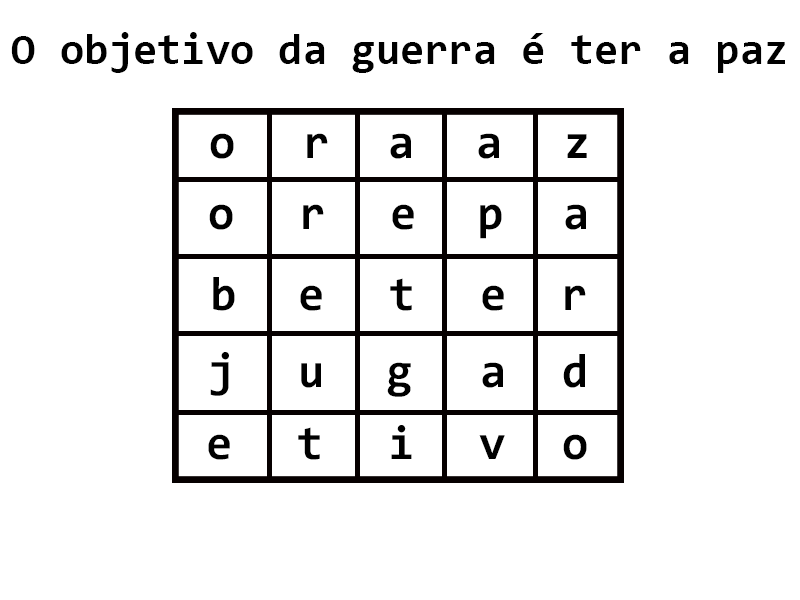 O objetivo da guerra é ter a paz
o r a a z
o r e p a
b e t e r
j u g a d
e t i v o